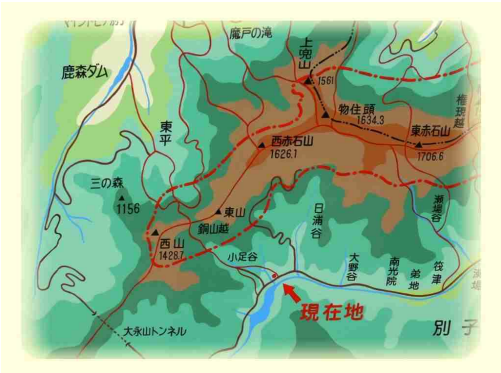 魔戸の滝
上兜山
1561
鹿森ダム
物住頭
1634.3
権現越
東赤石山
1706.6
東平
西赤石山
1626.1
三の森
1156
瀬場谷
東山
日浦谷
西山
1428.7
銅山越
小足谷
大野谷
南光院
弟地
筏津
現在地
別子
大永山トンネル